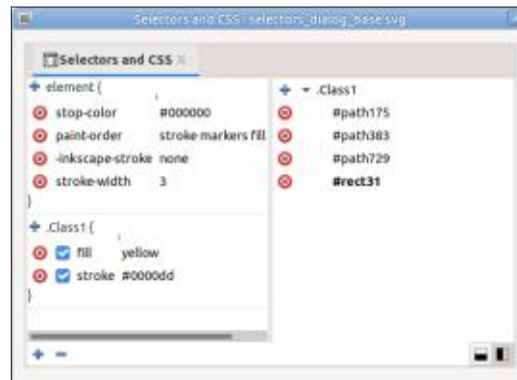 Selectors and CSS - selectors_dialog_base.svg
Selectors and CSS
element {
stop-color #000000
paint-order stroke markers fill
-inkscape-stroke none
stroke-width 3
}
.Class1 {
fill yellow
stroke #0000dd
}
.Class1
#path175
#path383
#path729
#rect31